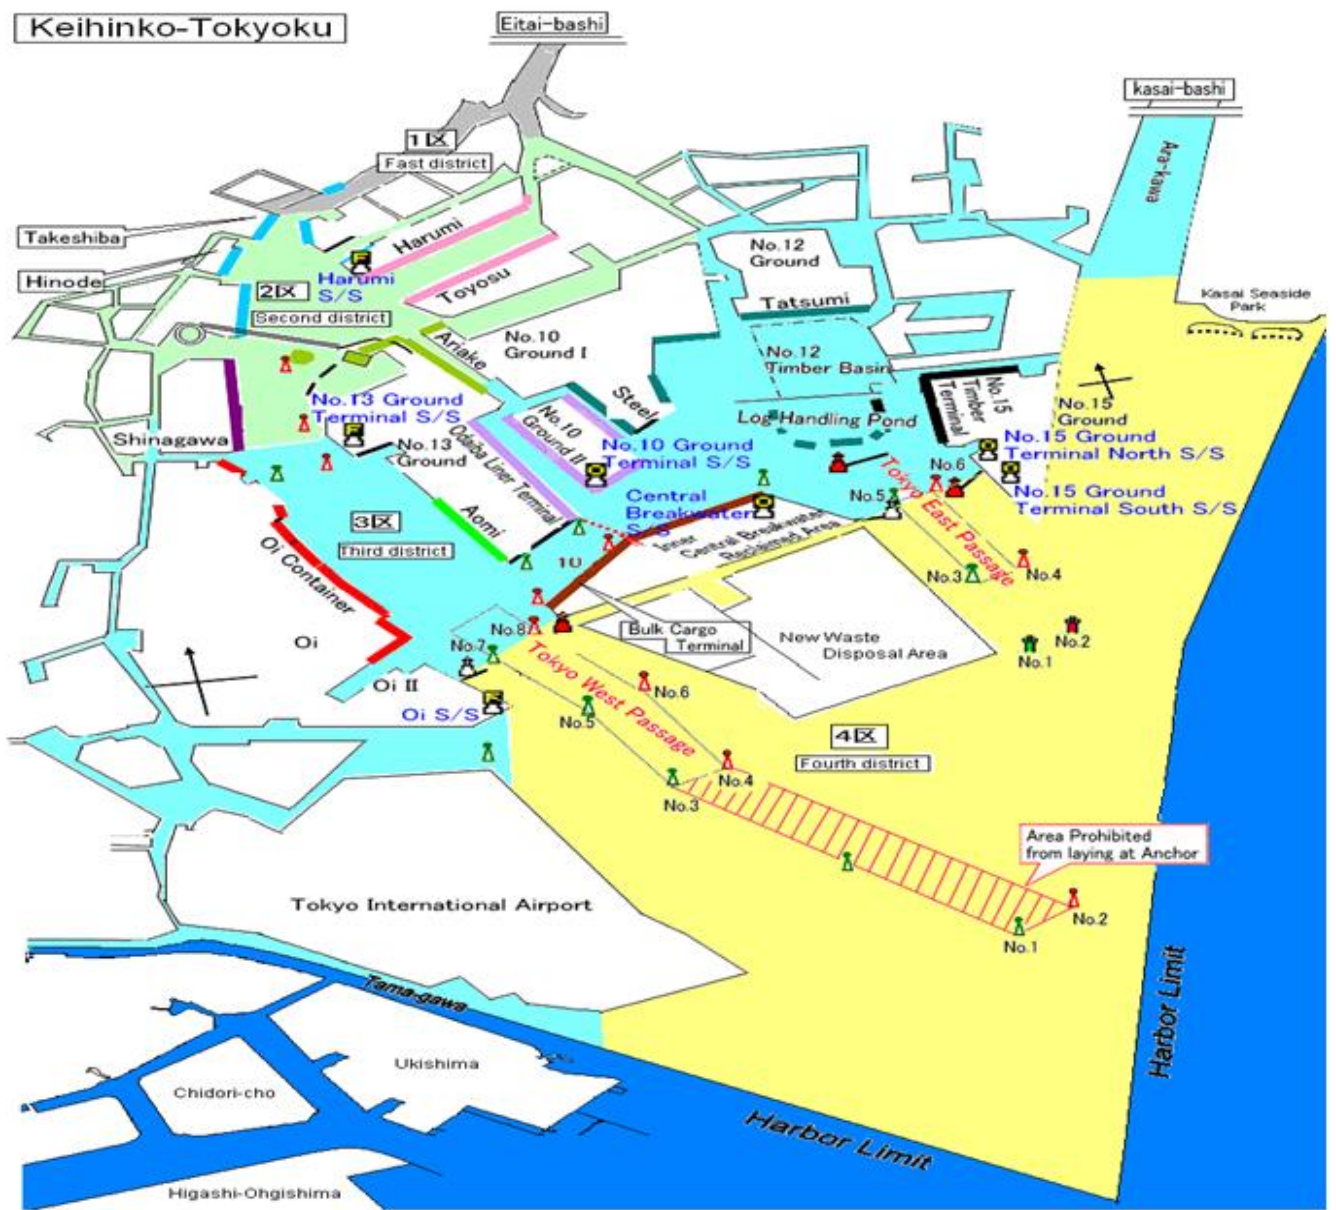 Keihinko-Tokyoku
Eitai-bashi
kasai-bashi
Ara-kawa
1区
Fast district
Takeshiba
Hinode
Harumi
Harumi
S/S
Toyosu
2区
Second district
No.12
Ground
Tatsumi
Kasai Seaside
Park
No.10
Ground I
Ariake
No.12
Timber Basin
No.13 Ground
Terminal S/S
Steel
No.15
Timber
Terminal
No.15
Ground
Log Handling Pond
Shinagawa
No.13
Ground
No.10
Ground II
Odaiba Liner Terminal
No.10 Ground
Terminal S/S
No.15 Ground
Terminal North S/S
No.6
No.15 Ground
Terminal South S/S
Central
Breakwater
S/S
No.5
Tokyo East Passage
3区
Third district
Aomi
Inner
Central Breakwater
Reclaimed Area
10
Oi Container
No.3
No.4
Oi
No.7
No.8
Bulk Cargo
Terminal
New Waste
Disposal Area
No.2
No.1
Oi II
Oi S/S
Tokyo West Passage
No.6
No.5
4区
Fourth district
No.4
No.3
Area Prohibited
from laying at Anchor
Tokyo International Airport
No.2
No.1
Tama-gawa
Harbor Limit
Ukishima
Chidori-cho
Harbor Limit
Higashi-Ohgishima